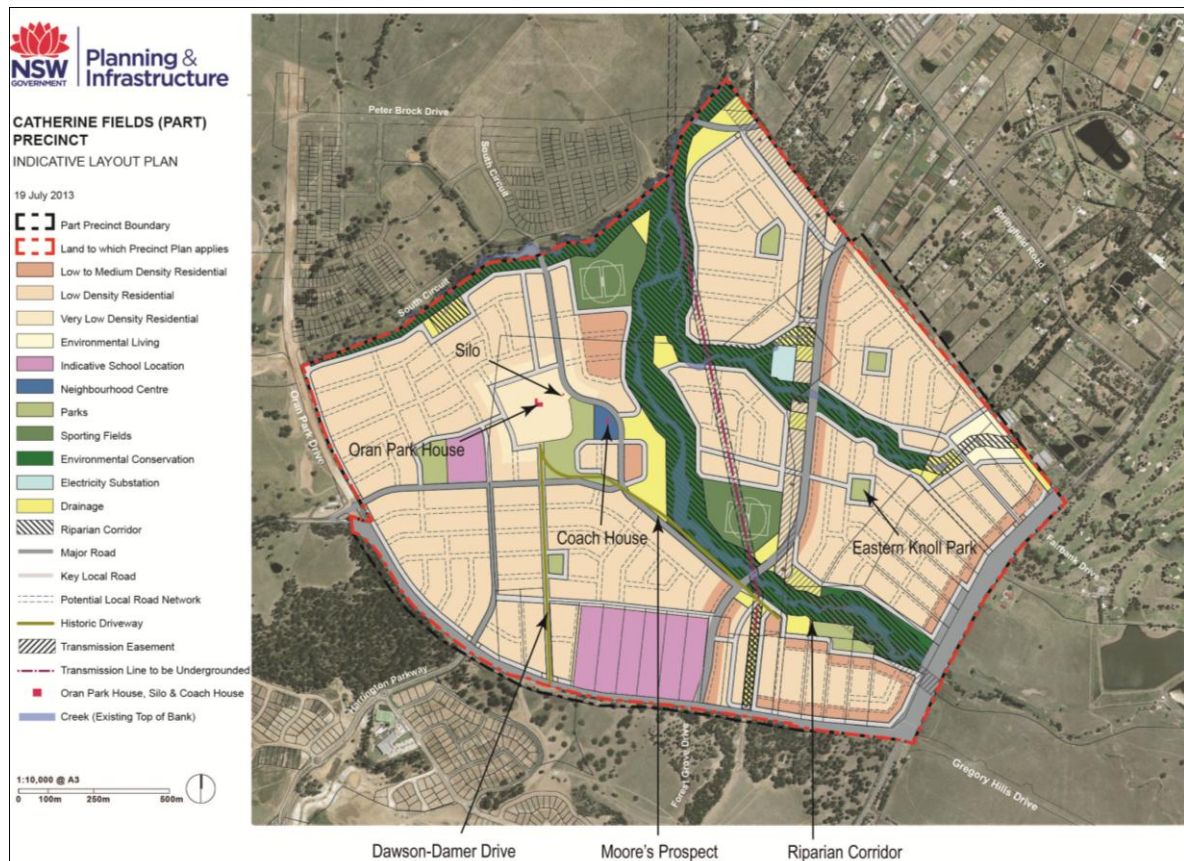 NSW
GOVERNMENT
Planning &
Infrastructure
CATHERINE FIELDS (PART)
PRECINCT
INDICATIVE LAYOUT PLAN
19 July 2013
Part Precinct Boundary
Land to which Precinct Plan applies
Low to Medium Density Residential
Low Density Residential
Very Low Density Residential
Environmental Living
Indicative School Location
Neighbourhood Centre
Parks
Sporting Fields
Environmental Conservation
Electricity Substation
Drainage
Riparian Corridor
Major Road
Key Local Road
Potential Local Road Network
Historic Driveway
Transmission Easement
Transmission Line to be Undergrounded
Oran Park House, Silo & Coach House
Creek (Existing Top of Bank)
1:10,000 @ A3
0 100m 250m 500m
Peter Brock Drive
South Circuit
South Circuit
Springfield Road
Silo
Oran Park Drive
Oran Park House
Coach House
Eastern Knoll Park
Fairbank Drive
Harrington Parkway
Forest Grove Drive
Gregory Hills Drive
Dawson-Damer Drive
Moore's Prospect
Riparian Corridor